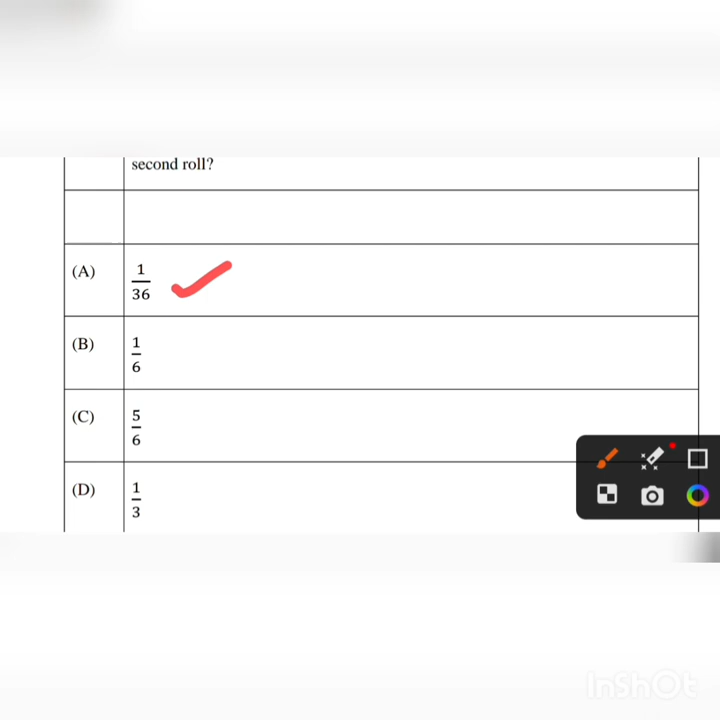 second roll?
(A) 1/36
(B) 1/6
(C) 5/6
(D) 1/3
InShOt